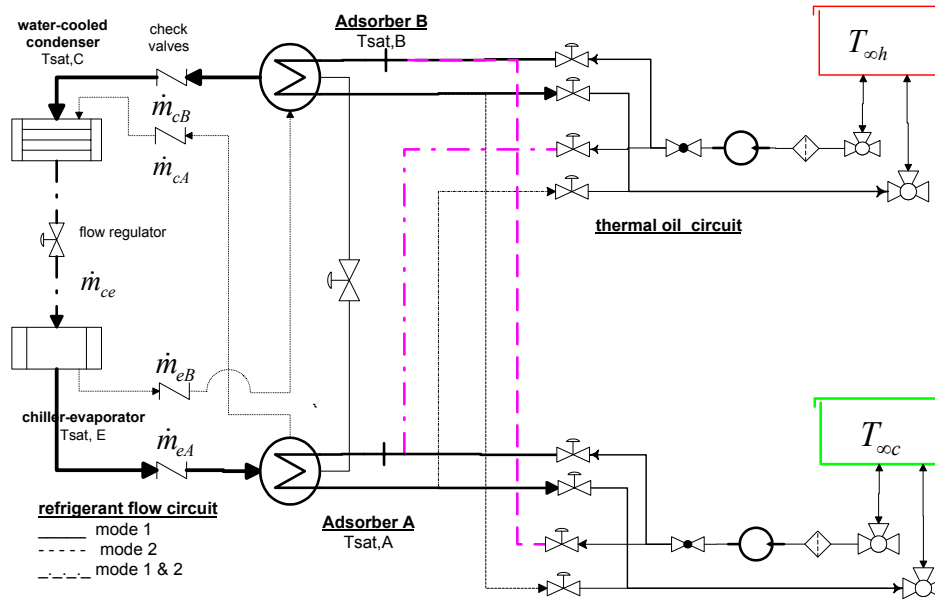 water-cooled
condenser
Tsat,C
check
valves
Adsorber B
Tsat,B
T∞h
ṁcB
ṁcA
flow regulator
thermal oil circuit
ṁce
ṁeB
chiller-evaporator
Tsat, E
ṁeA
T∞c
refrigerant flow circuit
mode 1
mode 2
mode 1 & 2
Adsorber A
Tsat,A